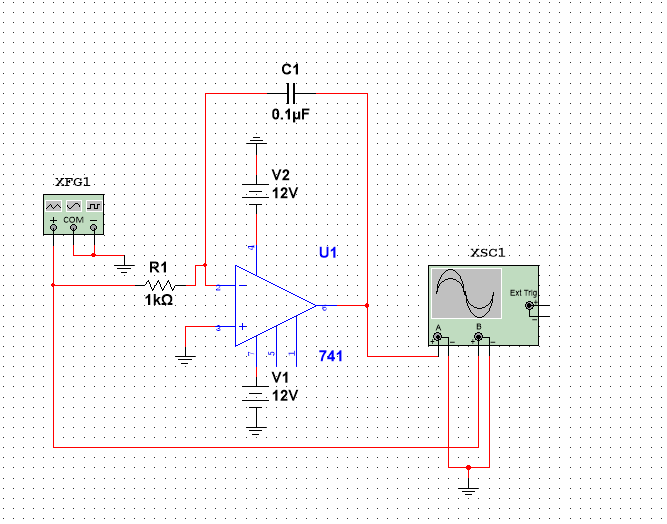 C1
0.1µF
XFG1
+ COM −
V2
12V
4
U1
XSC1
R1
1kΩ
2
−
6
Ext Trig
+
−
3
+
A
B
+ − + −
7 5 1
741
V1
12V